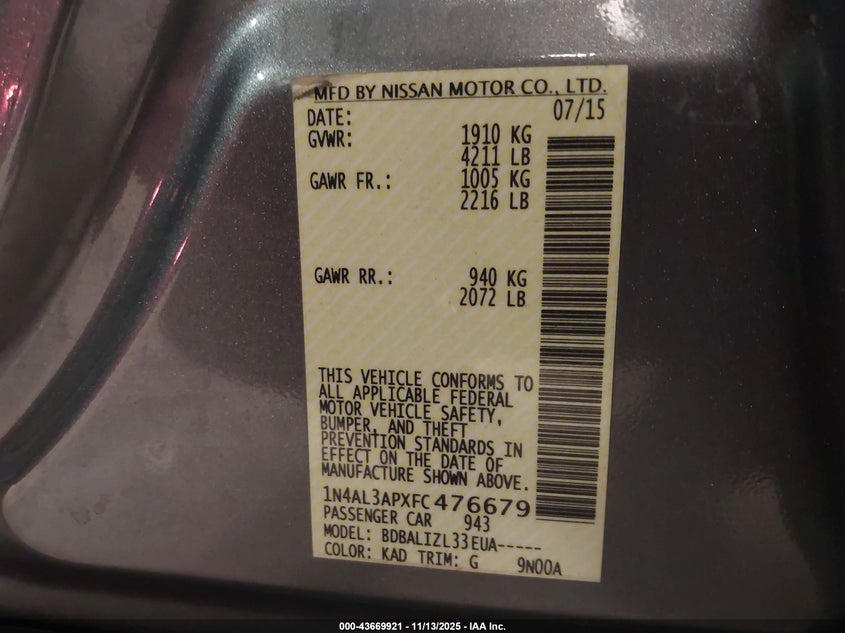 MFD BY NISSAN MOTOR CO., LTD.
DATE: 07/15
GVWR: 1910 KG
4211 LB
GAWR FR.: 1005 KG
2216 LB
GAWR RR.: 940 KG
2072 LB
THIS VEHICLE CONFORMS TO
ALL APPLICABLE FEDERAL
MOTOR VEHICLE SAFETY,
BUMPER, AND THEFT
PREVENTION STANDARDS IN
EFFECT ON THE DATE OF
MANUFACTURE SHOWN ABOVE.
1N4AL3APXFC476679
PASSENGER CAR 943
MODEL: BDBALIZL33EUA-----
COLOR: KAD TRIM: G 9N00A
000-43669921 - 11/13/2025 - IAA Inc.